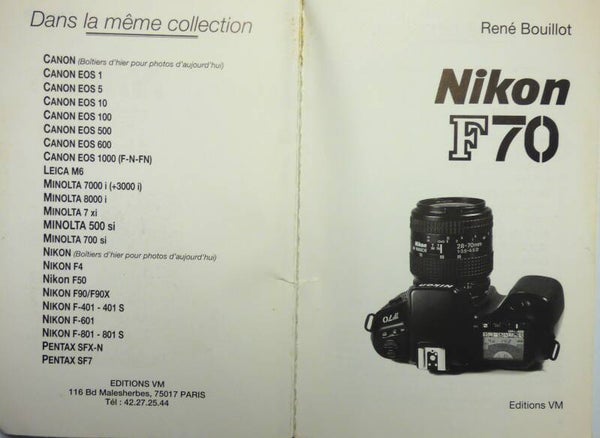 Dans la même collection
CANON (Boîtiers d'hier pour photos d'aujourd'hui)
CANON EOS 1
CANON EOS 5
CANON EOS 10
CANON EOS 100
CANON EOS 500
CANON EOS 600
CANON EOS 1000 (F-N-FN)
LEICA M6
MINOLTA 7000 i (+3000 i)
MINOLTA 8000 i
MINOLTA 7 xi
MINOLTA 500 si
MINOLTA 700 si
NIKON (Boîtiers d'hier pour photos d'aujourd'hui)
NIKON F4
Nikon F50
NIKON F90/F90X
NIKON F-401 - 401 S
NIKON F-601
NIKON F-801 - 801 S
PENTAX SFX-N
PENTAX SF7
EDITIONS VM
116 Bd Malesherbes, 75017 PARIS
Tél : 42.27.25.44
René Bouillot
Nikon
F70
Nikon
28-70mm
NIKON
F70
Editions VM